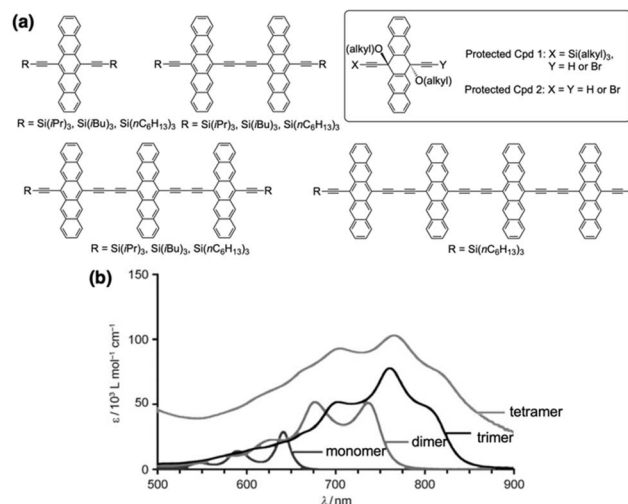 (a)
R R R R
(alkyl)O
X Y
O(alkyl)
Protected Cpd 1: X = Si(alkyl)3,
Y = H or Br
Protected Cpd 2: X = Y = H or Br
R = Si(iPr)3, Si(iBu)3, Si(nC6H13)3 R = Si(iPr)3, Si(iBu)3, Si(nC6H13)3
R R R
R = Si(iPr)3, Si(iBu)3, Si(nC6H13)3
R = Si(nC6H13)3
(b)
150
100
50
0
ε / 10³ L mol⁻¹ cm⁻¹
tetramer
trimer
dimer
monomer
500 600 700 800 900
λ / nm